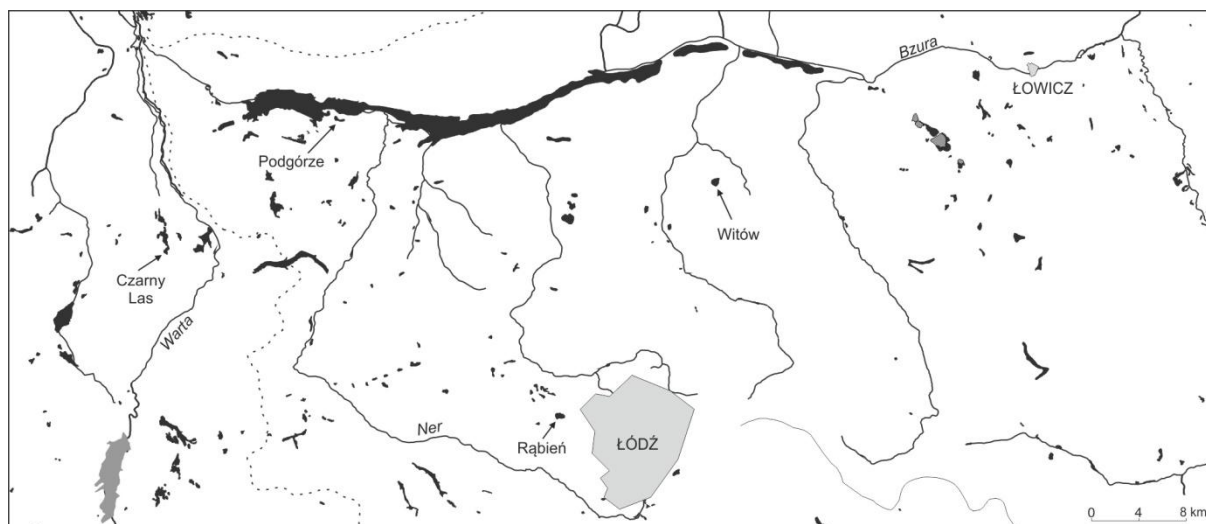 Bzura
ŁOWICZ
Podgórze
Witów
Czarny
Las
Warta
Ner
Rąbień
ŁÓDŹ
0 4 8 km